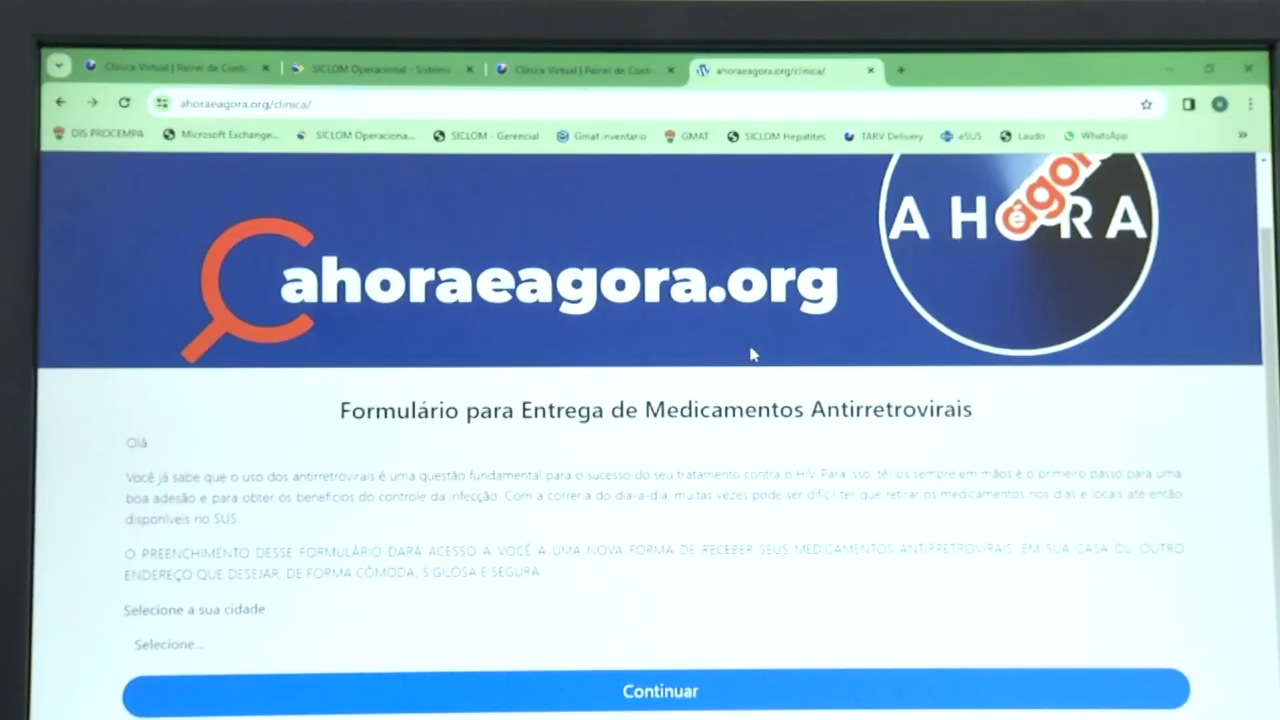 Clínica Virtual | Painel de Contr
SICLOM Operacional - Sistema
Clínica Virtual | Painel de Contr
ahoraeagora.org/clinica/
ahoraeagora.org/clinica/
DIS PROCEMPA
Microsoft Exchange...
SICLOM Operaciona...
SICLOM - Gerencial
Gmat inventario
GMAT
SICLOM Hepatites
TARV Delivery
eSUS
Laudo
WhatsApp
ahoraeagora.org
AHORA
é agora
Formulário para Entrega de Medicamentos Antirretrovirais
Olá
Você já sabe que o uso dos antirretrovirais é uma questão fundamental para o sucesso do seu tratamento contra o HIV. Para isso, tê-los sempre em mãos é o primeiro passo para uma
boa adesão e para obter os benefícios do controle da infecção. Com a correria do dia-a-dia, muitas vezes pode ser difícil ter que retirar os medicamentos nos dias e locais até então
disponíveis no SUS.
O PREENCHIMENTO DESSE FORMULÁRIO DARÁ ACESSO A VOCÊ A UMA NOVA FORMA DE RECEBER SEUS MEDICAMENTOS ANTIRRETROVIRAIS, EM SUA CASA OU OUTRO
ENDEREÇO QUE DESEJAR, DE FORMA CÔMODA, SIGILOSA E SEGURA.
Selecione a sua cidade
Selecione...
Continuar